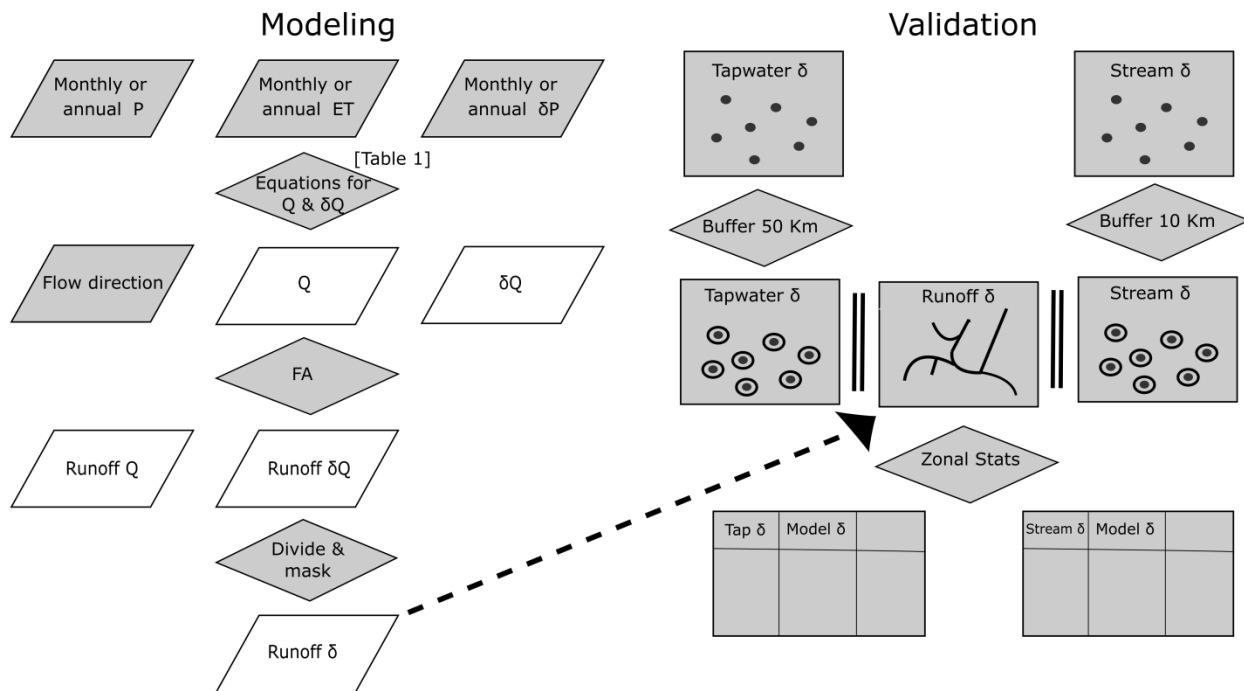 Modeling
Monthly or
annual P
Monthly or
annual ET
Monthly or
annual δP
[Table 1]
Equations for
Q & δQ
Flow direction
Q
δQ
FA
Runoff Q
Runoff δQ
Divide &
mask
Runoff δ
Validation
Tapwater δ
Stream δ
Buffer 50 Km
Buffer 10 Km
Tapwater δ
Runoff δ
Stream δ
Zonal Stats
Tap δ
Model δ
Stream δ
Model δ